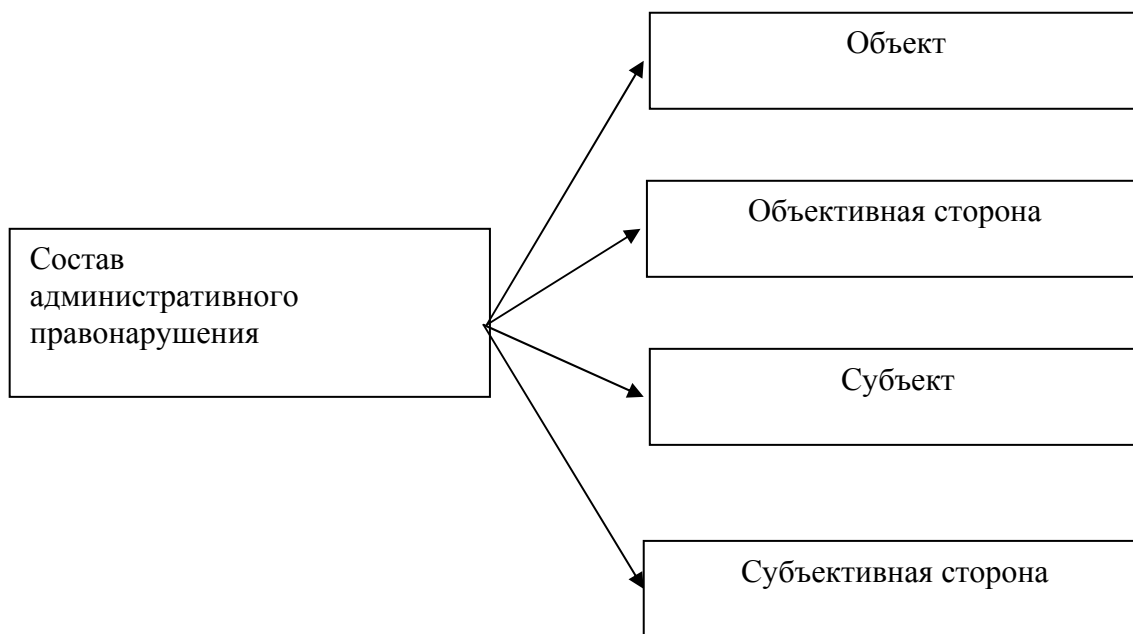 Объект
Объективная сторона
Состав
административного
правонарушения
Субъект
Субъективная сторона